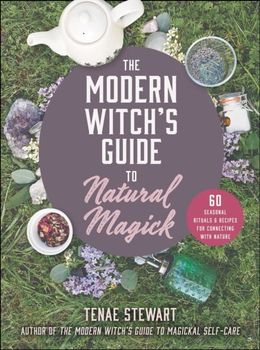 THE
MODERN
WITCH'S
GUIDE
TO
Natural
Magick
60
SEASONAL
RITUALS & RECIPES
FOR CONNECTING
WITH NATURE
TENAE STEWART
AUTHOR OF THE MODERN WITCH'S GUIDE TO MAGICKAL SELF-CARE